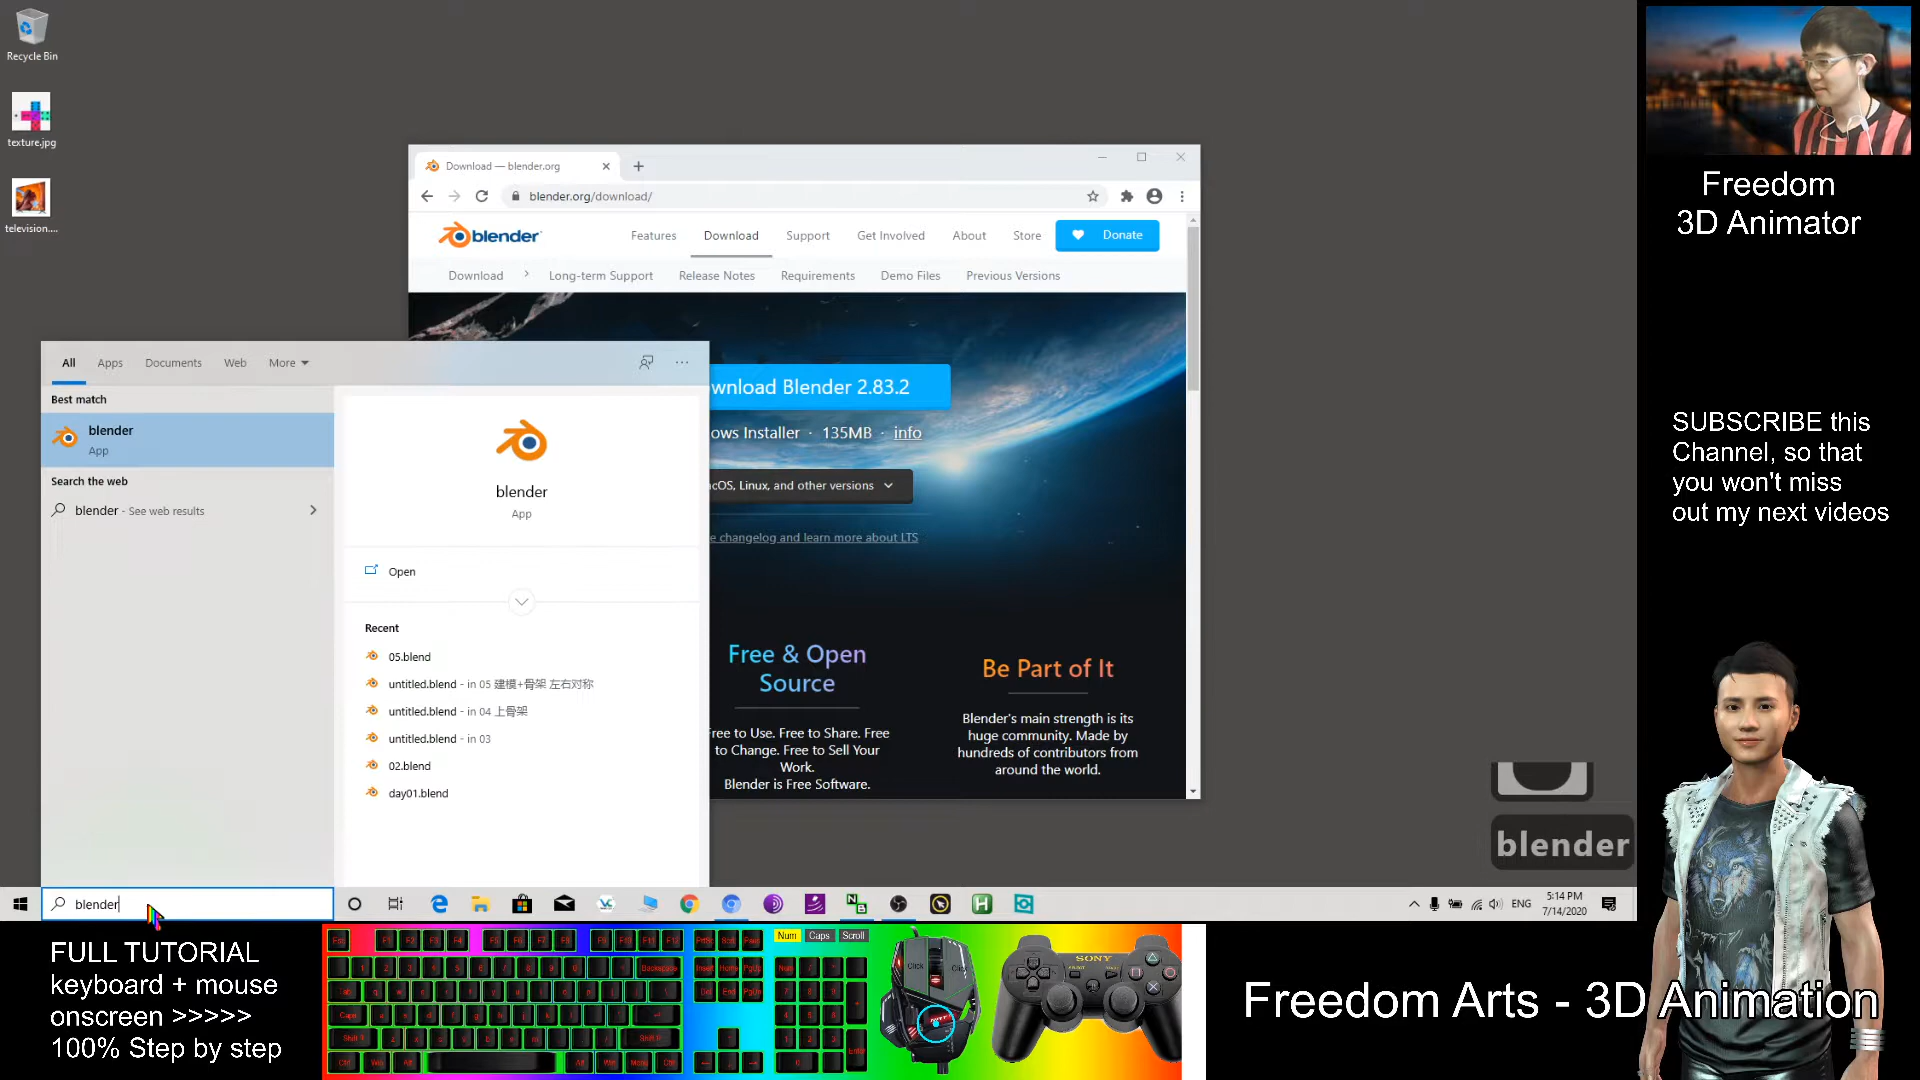 Recycle Bin
texture.jpg
television....
Download — blender.org
blender.org/download/
blender
Features
Download
Support
Get Involved
About
Store
Donate
Download
Long-term Support
Release Notes
Requirements
Demo Files
Previous Versions
wnload Blender 2.83.2
ows Installer · 135MB · info
cOS, Linux, and other versions
e changelog and learn more about LTS
Free & Open
Source
ree to Use. Free to Share. Free
to Change. Free to Sell Your
Work.
Blender is Free Software.
Be Part of It
Blender's main strength is its
huge community. Made by
hundreds of contributors from
around the world.
All
Apps
Documents
Web
More
Best match
blender
App
Search the web
blender - See web results
blender
App
Open
Recent
05.blend
untitled.blend - in 05 建模+骨架 左右对称
untitled.blend - in 04 上骨架
untitled.blend - in 03
02.blend
day01.blend
blender
blender
ENG
5:14 PM
7/14/2020
Freedom
3D Animator
SUBSCRIBE this
Channel, so that
you won't miss
out my next videos
FULL TUTORIAL
keyboard + mouse
onscreen >>>>>
100% Step by step
Num
Caps
Scroll
Click
SONY
Freedom Arts - 3D Animation